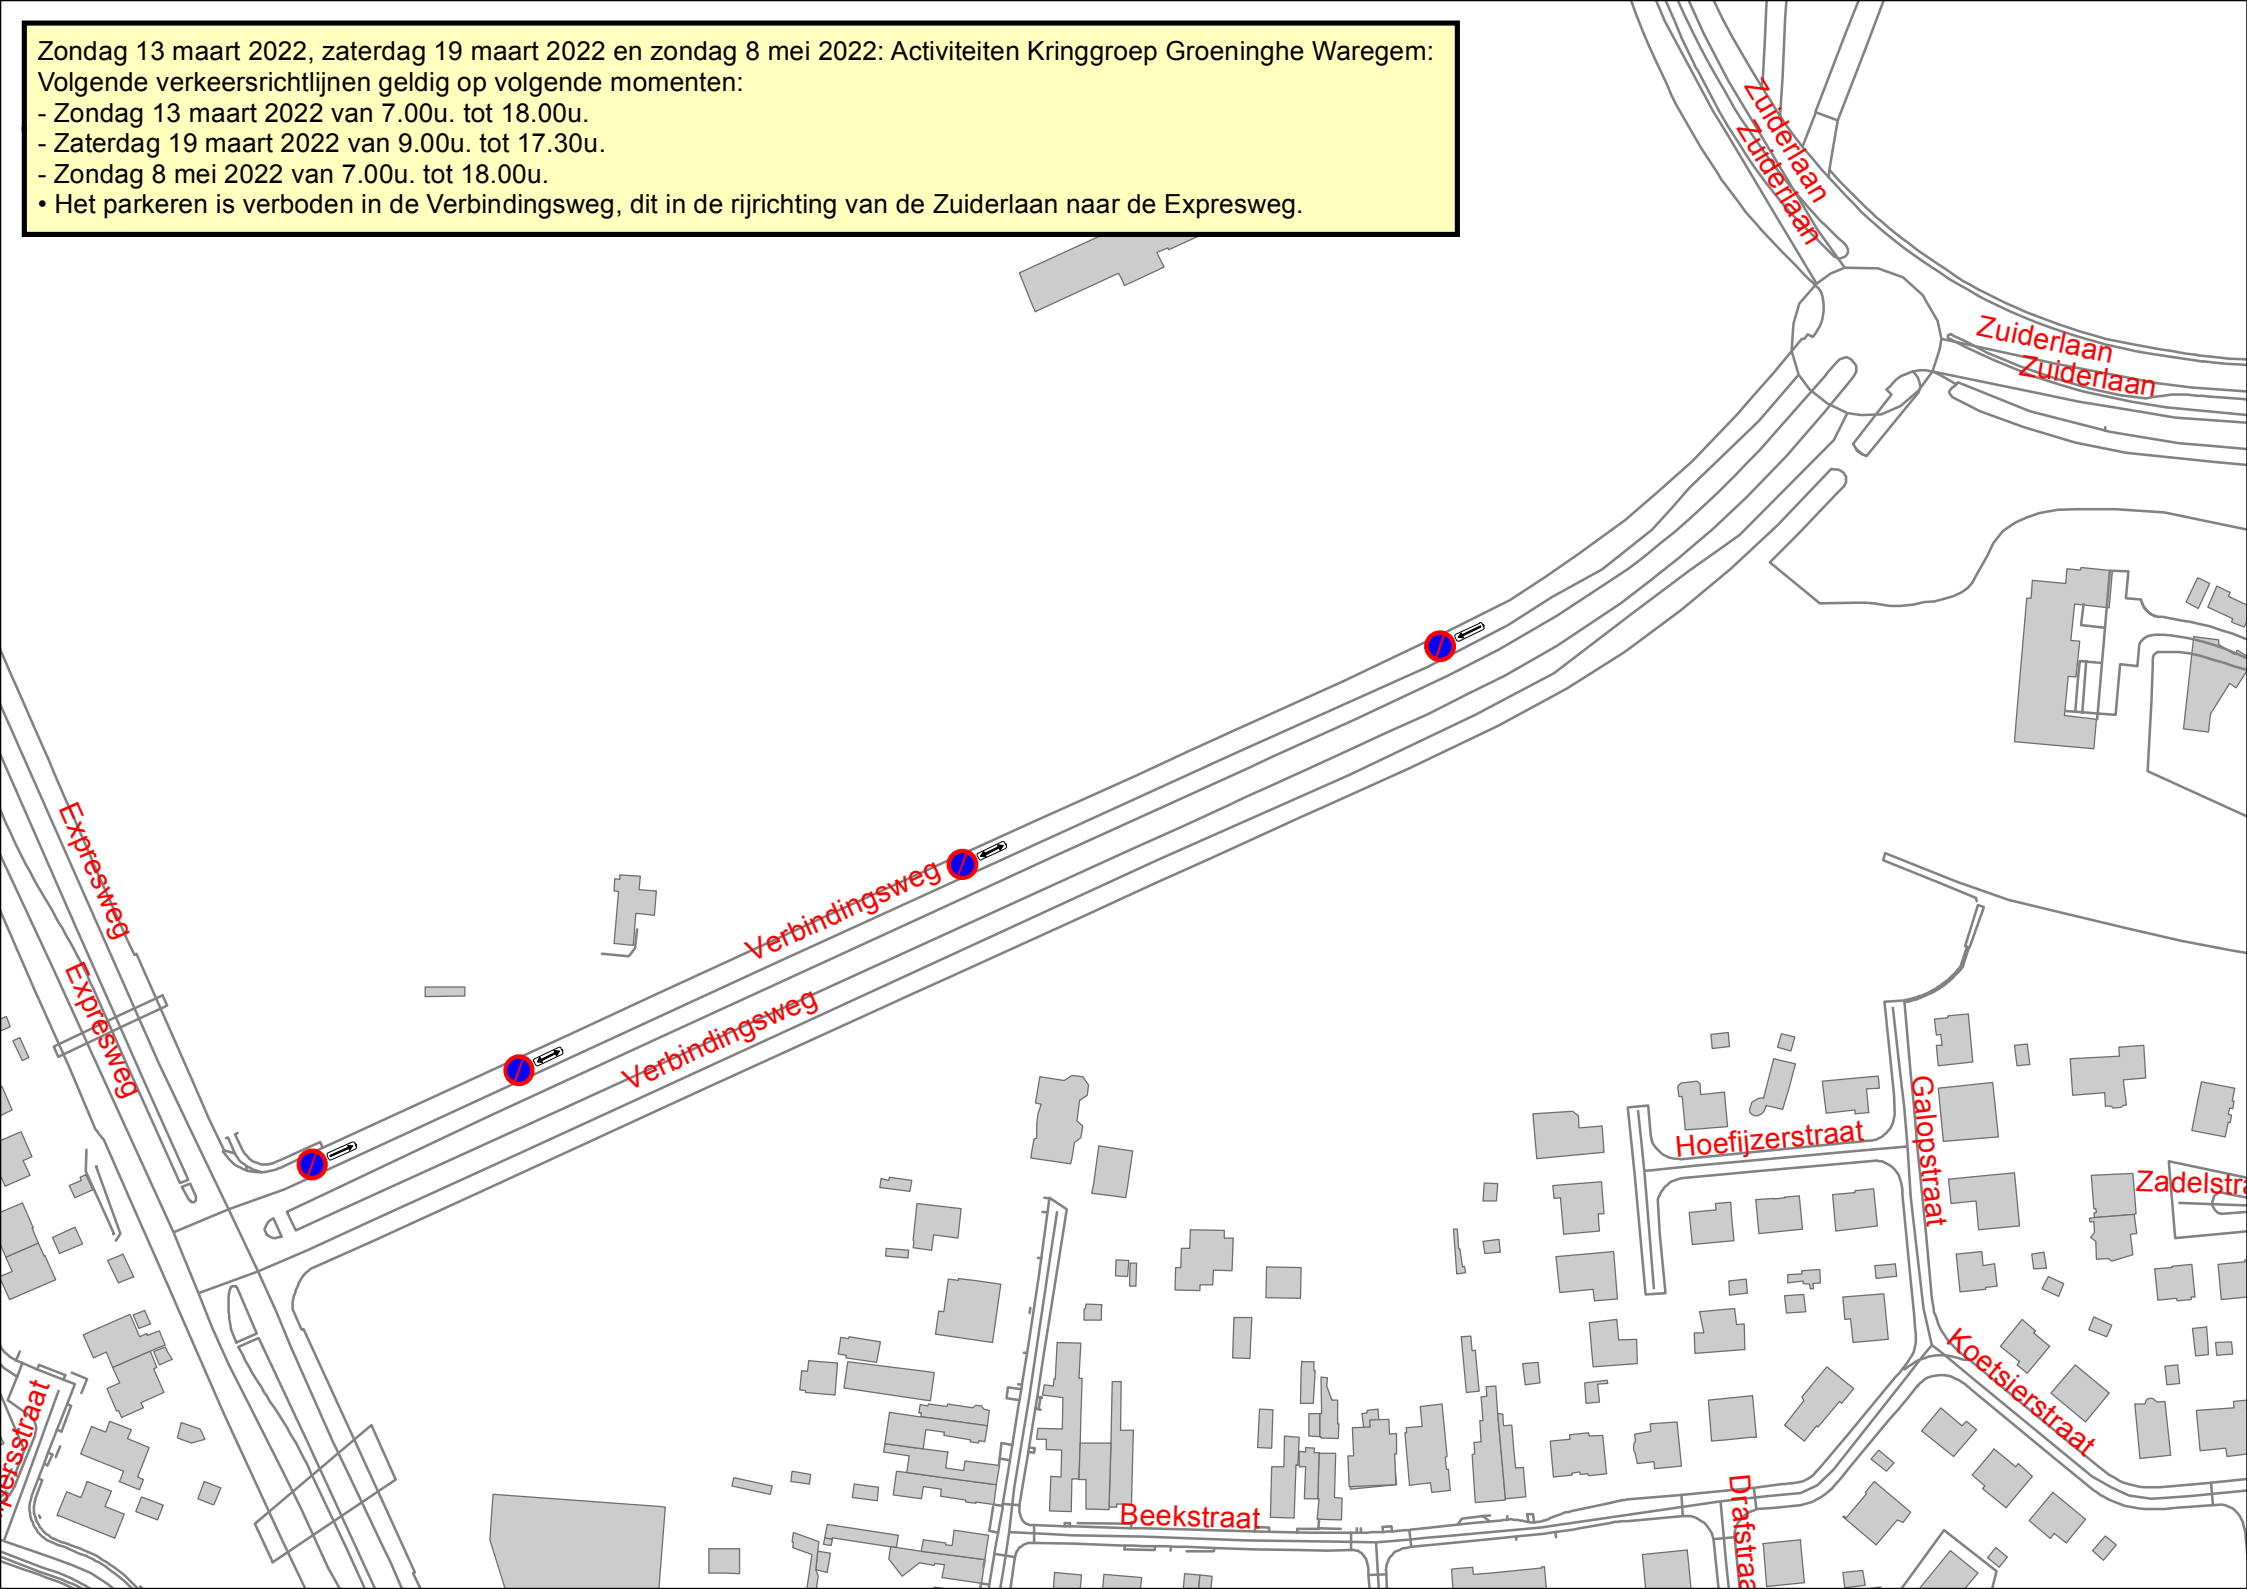 Zondag 13 maart 2022, zaterdag 19 maart 2022 en zondag 8 mei 2022: Activiteiten Kringgroep Groeninghe Waregem:
Volgende verkeersrichtlijnen geldig op volgende momenten:
- Zondag 13 maart 2022 van 7.00u. tot 18.00u.
- Zaterdag 19 maart 2022 van 9.00u. tot 17.30u.
- Zondag 8 mei 2022 van 7.00u. tot 18.00u.
• Het parkeren is verboden in de Verbindingsweg, dit in de rijrichting van de Zuiderlaan naar de Expresweg.
Zuiderlaan
Zuiderlaan
Zuiderlaan
Zuiderlaan
Expresweg
Expresweg
Verbindingsweg
Verbindingsweg
Hoefijzerstraat
Galopstraat
Zadelstra
Koetsierstraat
persstraat
Beekstraat
Drafstraa